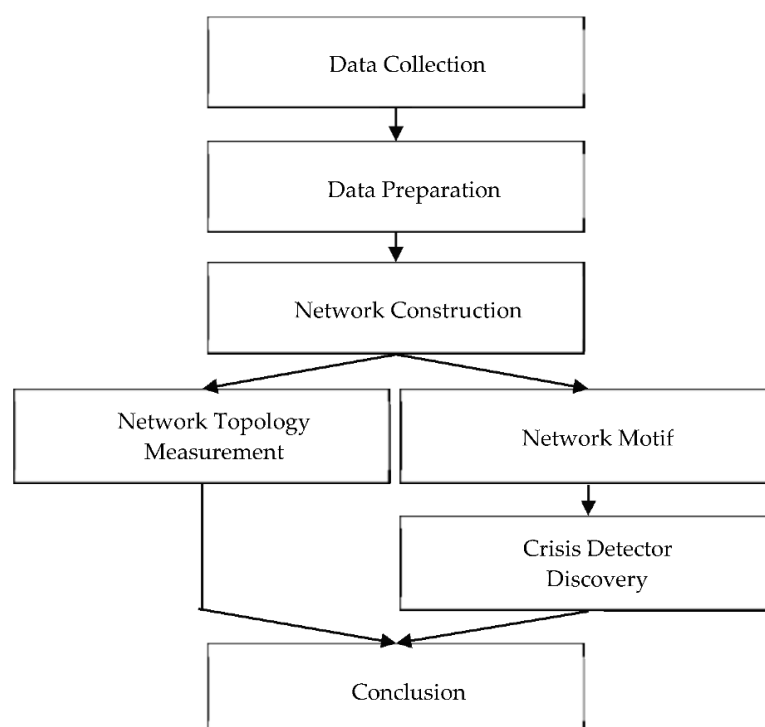 Data Collection
Data Preparation
Network Construction
Network Topology
Measurement
Network Motif
Crisis Detector
Discovery
Conclusion